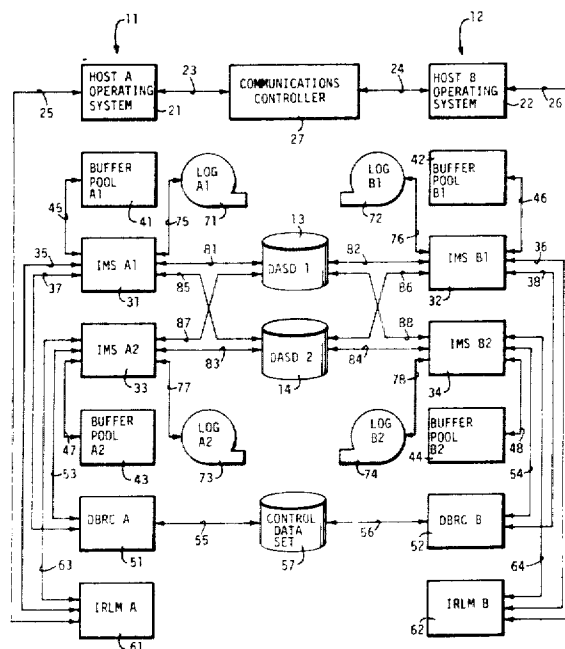 11
12
HOST A
OPERATING
SYSTEM
21
23
COMMUNICATIONS
CONTROLLER
27
24
HOST B
OPERATING
SYSTEM
22
25
26
BUFFER
POOL
A1
41
LOG
A1
71
LOG
B1
72
42
BUFFER
POOL
B1
45
75
13
76
46
35
37
IMS A1
31
81
85
DASD 1
82
86
IMS B1
32
36
38
87
88
IMS A2
33
83
77
DASD 2
14
84
78
IMS B2
34
47
53
BUFFER
POOL
A2
43
LOG
A2
73
LOG
B2
74
44
BUFFER
POOL
B2
48
54
DBRC A
51
55
CONTROL
DATA
SET
57
56
DBRC B
52
63
64
IRLM A
61
IRLM B
62